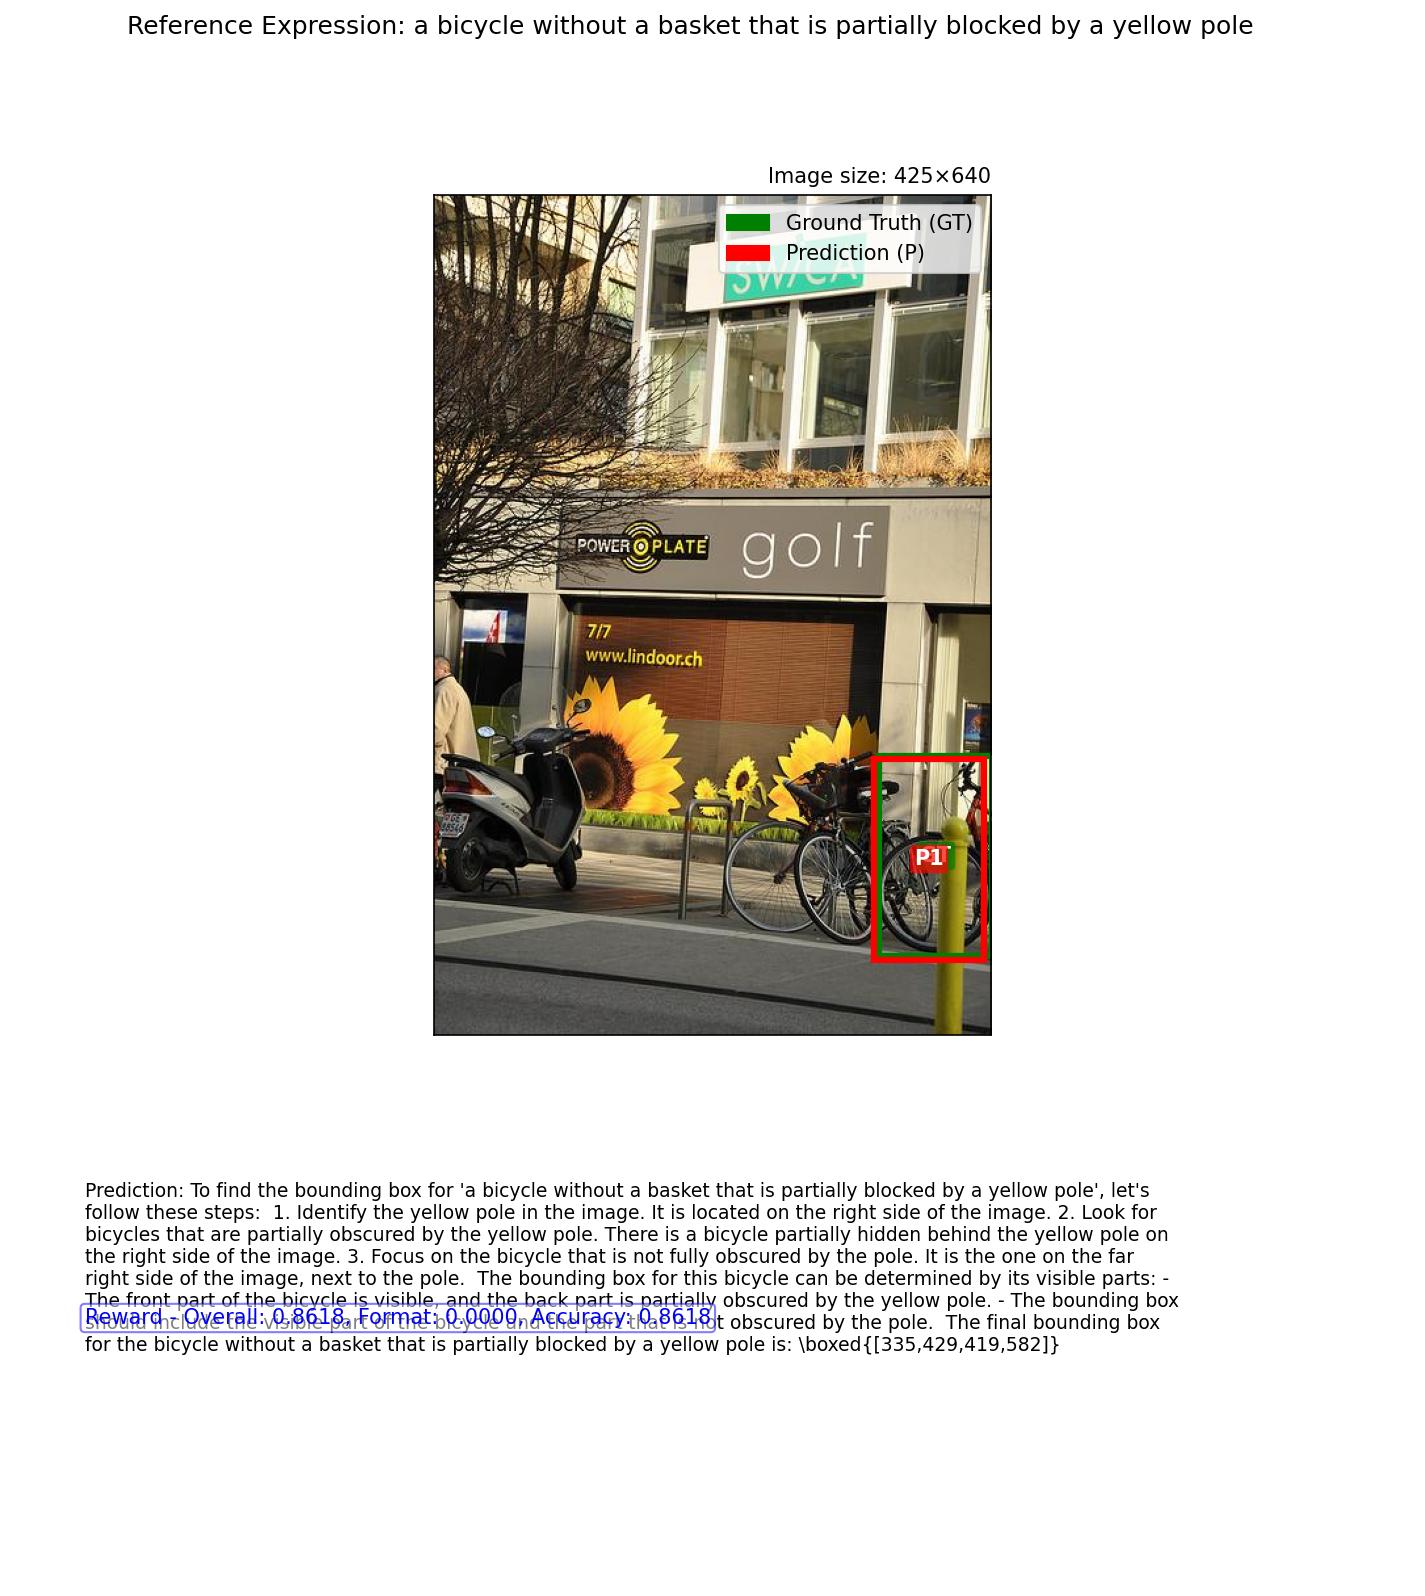 Reference Expression: a bicycle without a basket that is partially blocked by a yellow pole
Image size: 425×640
Ground Truth (GT)
Prediction (P)
SWICA
POWER PLATE golf
7/7
www.lindoor.ch
P1
Prediction: To find the bounding box for 'a bicycle without a basket that is partially blocked by a yellow pole', let's
follow these steps:  1. Identify the yellow pole in the image. It is located on the right side of the image. 2. Look for
bicycles that are partially obscured by the yellow pole. There is a bicycle partially hidden behind the yellow pole on
the right side of the image. 3. Focus on the bicycle that is not fully obscured by the pole. It is the one on the far
right side of the image, next to the pole.  The bounding box for this bicycle can be determined by its visible parts: -
The front part of the bicycle is visible, and the back part is partially obscured by the yellow pole. - The bounding box
Reward - Overall: 0.8618, Format: 0.0000, Accuracy: 0.8618
should include the visible part of the bicycle and the part that is not obscured by the pole.  The final bounding box
for the bicycle without a basket that is partially blocked by a yellow pole is: \boxed{[335,429,419,582]}